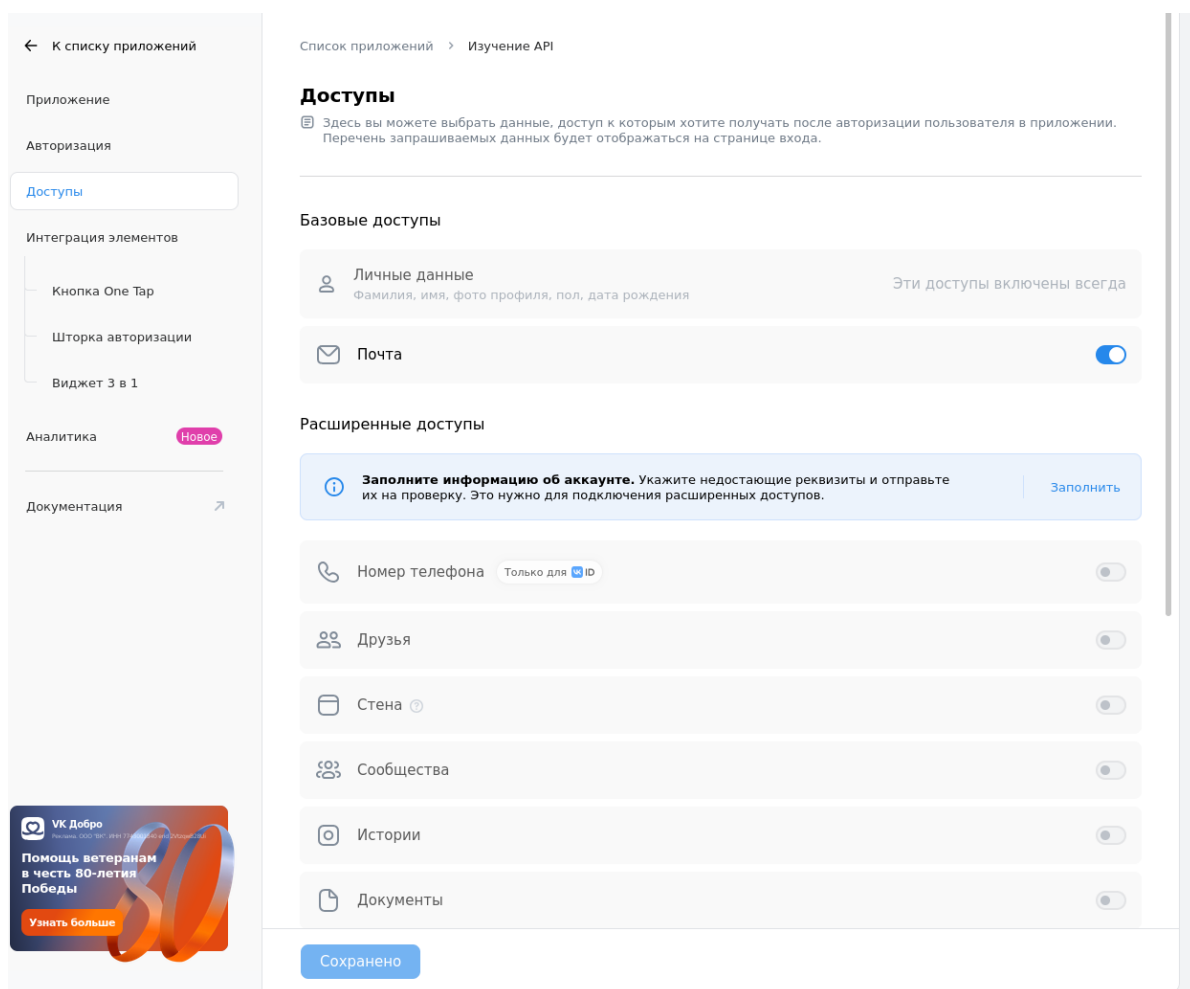 К списку приложений
Приложение
Авторизация
Доступы
Интеграция элементов
Кнопка One Tap
Шторка авторизации
Виджет 3 в 1
Аналитика
Новое
Документация
VK Добро
Помощь ветеранам
в честь 80-летия
Победы
Узнать больше
Список приложений
Изучение API
Доступы
Здесь вы можете выбрать данные, доступ к которым хотите получать после авторизации пользователя в приложении.
Перечень запрашиваемых данных будет отображаться на странице входа.
Базовые доступы
Личные данные
Фамилия, имя, фото профиля, пол, дата рождения
Эти доступы включены всегда
Почта
Расширенные доступы
Заполните информацию об аккаунте. Укажите недостающие реквизиты и отправьте
их на проверку. Это нужно для подключения расширенных доступов.
Заполнить
Номер телефона
Только для VK ID
Друзья
Стена
Сообщества
Истории
Документы
Сохранено